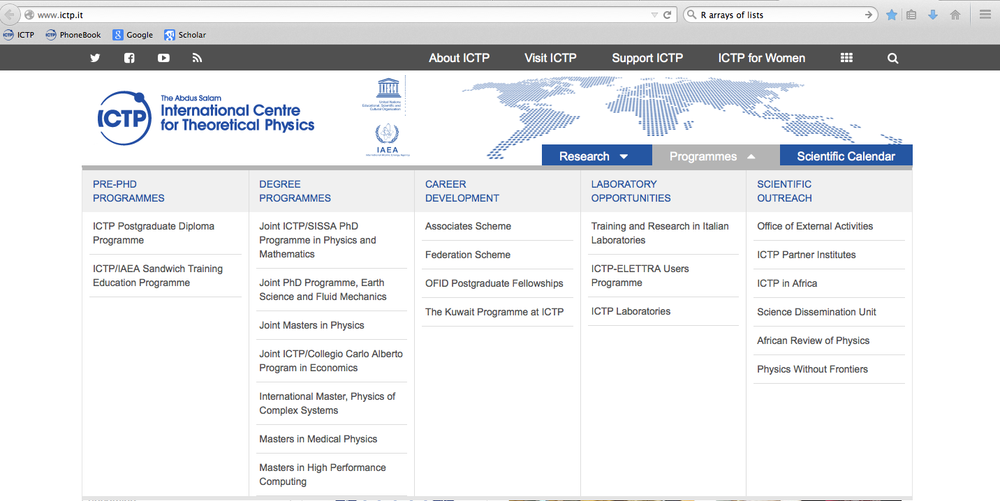 www.ictp.it
R arrays of lists
ICTP PhoneBook Google Scholar
About ICTP Visit ICTP Support ICTP ICTP for Women
ICTP
The Abdus Salam
International Centre
for Theoretical Physics
United Nations
Educational, Scientific and
Cultural Organization
IAEA
International Atomic Energy Agency
Research Programmes Scientific Calendar
PRE-PHD
PROGRAMMES
ICTP Postgraduate Diploma
Programme
ICTP/IAEA Sandwich Training
Education Programme
DEGREE
PROGRAMMES
Joint ICTP/SISSA PhD
Programme in Physics and
Mathematics
Joint PhD Programme, Earth
Science and Fluid Mechanics
Joint Masters in Physics
Joint ICTP/Collegio Carlo Alberto
Program in Economics
International Master, Physics of
Complex Systems
Masters in Medical Physics
Masters in High Performance
Computing
CAREER
DEVELOPMENT
Associates Scheme
Federation Scheme
OFID Postgraduate Fellowships
The Kuwait Programme at ICTP
LABORATORY
OPPORTUNITIES
Training and Research in Italian
Laboratories
ICTP-ELETTRA Users
Programme
ICTP Laboratories
SCIENTIFIC
OUTREACH
Office of External Activities
ICTP Partner Institutes
ICTP in Africa
Science Dissemination Unit
African Review of Physics
Physics Without Frontiers